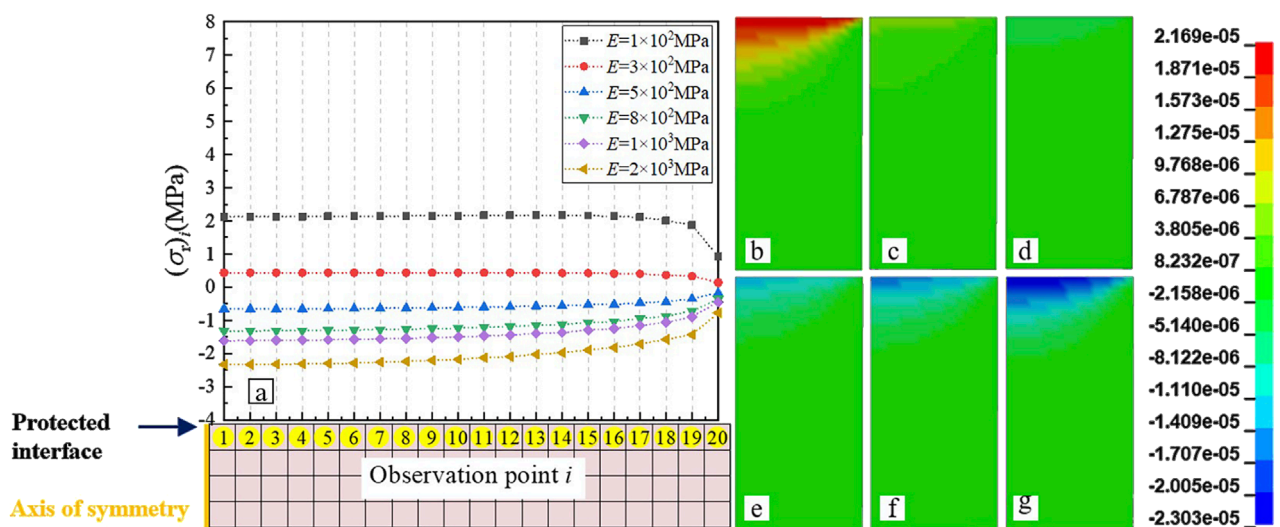 8
7
6
5
4
3
2
1
0
-1
-2
-3
-4
(σr)i(MPa)
E=1×10²MPa
E=3×10²MPa
E=5×10²MPa
E=8×10²MPa
E=1×10³MPa
E=2×10³MPa
a
Protected
interface
1 2 3 4 5 6 7 8 9 10 11 12 13 14 15 16 17 18 19 20
Observation point i
Axis of symmetry
b
c
d
e
f
g
2.169e-05
1.871e-05
1.573e-05
1.275e-05
9.768e-06
6.787e-06
3.805e-06
8.232e-07
-2.158e-06
-5.140e-06
-8.122e-06
-1.110e-05
-1.409e-05
-1.707e-05
-2.005e-05
-2.303e-05